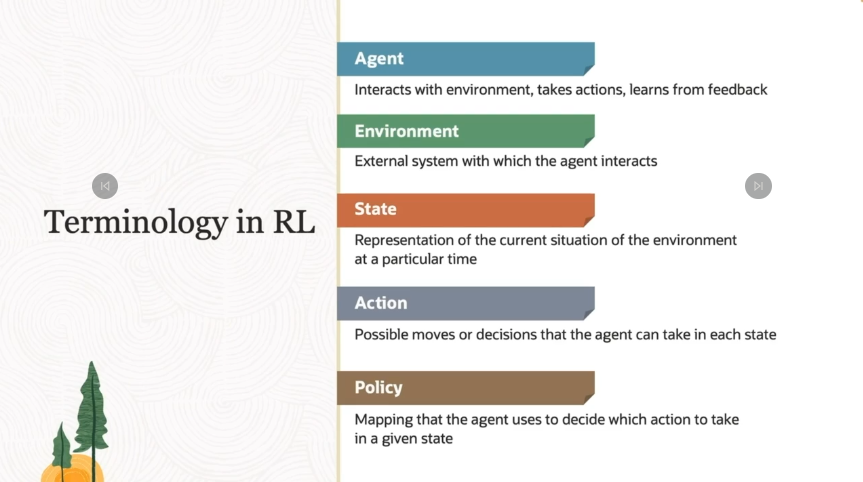 Terminology in RL
Agent
Interacts with environment, takes actions, learns from feedback
Environment
External system with which the agent interacts
State
Representation of the current situation of the environment
at a particular time
Action
Possible moves or decisions that the agent can take in each state
Policy
Mapping that the agent uses to decide which action to take
in a given state